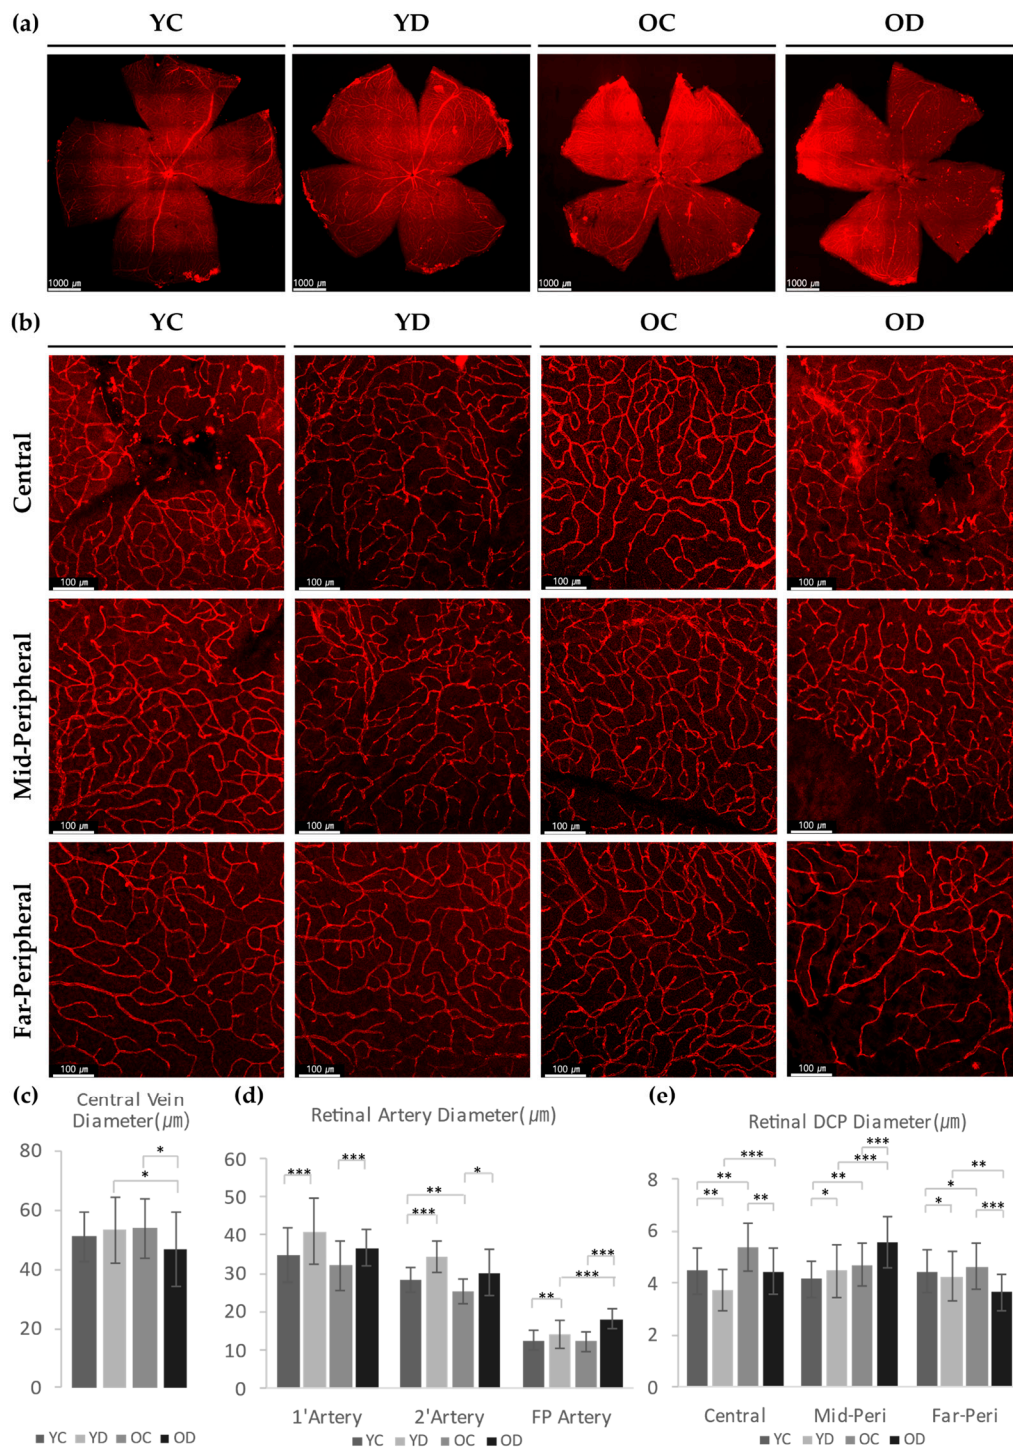 (a)
YC YD OC OD
1000 μm 1000 μm 1000 μm 1000 μm
(b)
YC YD OC OD
Central
100 μm 100 μm 100 μm 100 μm
Mid-Peripheral
100 μm 100 μm 100 μm 100 μm
Far-Peripheral
100 μm 100 μm 100 μm 100 μm
(c)
Central Vein
Diameter(μm)
80
60
40
20
0
* *
YC YD OC OD
(d)
Retinal Artery Diameter(μm)
60
50
40
30
20
10
0
*** *** ** *** * ** *** ***
1'Artery 2'Artery FP Artery
YC YD OC OD
(e)
Retinal DCP Diameter(μm)
8
6
4
2
0
** ** *** ** * ** *** *** * * ** ***
Central Mid-Peri Far-Peri
YC YD OC OD